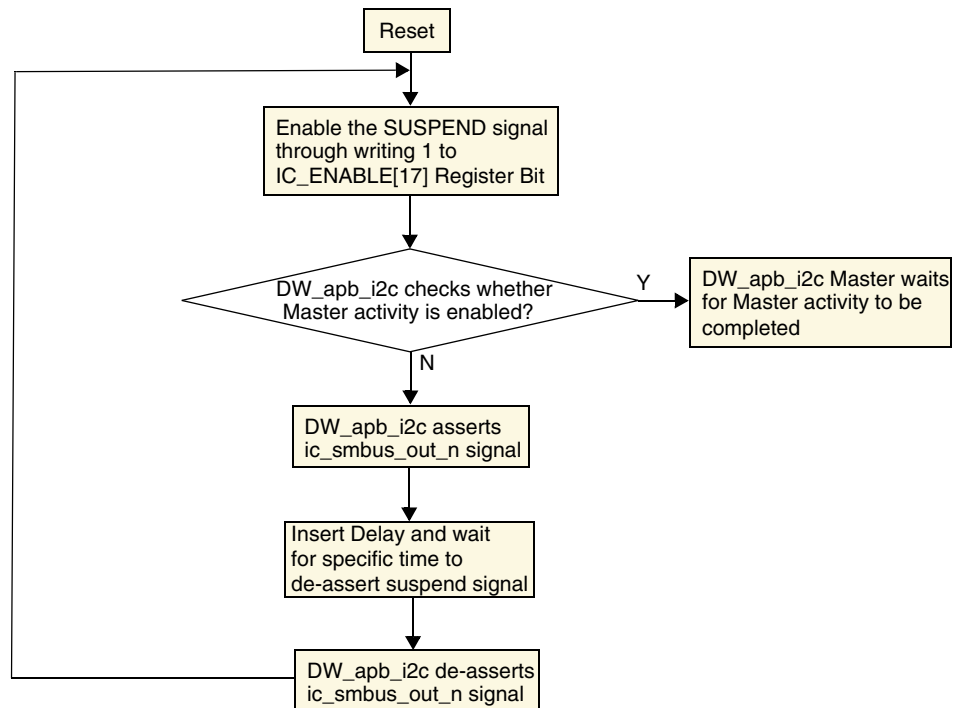 Reset
Enable the SUSPEND signal
through writing 1 to
IC_ENABLE[17] Register Bit
DW_apb_i2c checks whether
Master activity is enabled?
Y
DW_apb_i2c Master waits
for Master activity to be
completed
N
DW_apb_i2c asserts
ic_smbus_out_n signal
Insert Delay and wait
for specific time to
de-assert suspend signal
DW_apb_i2c de-asserts
ic_smbus_out_n signal